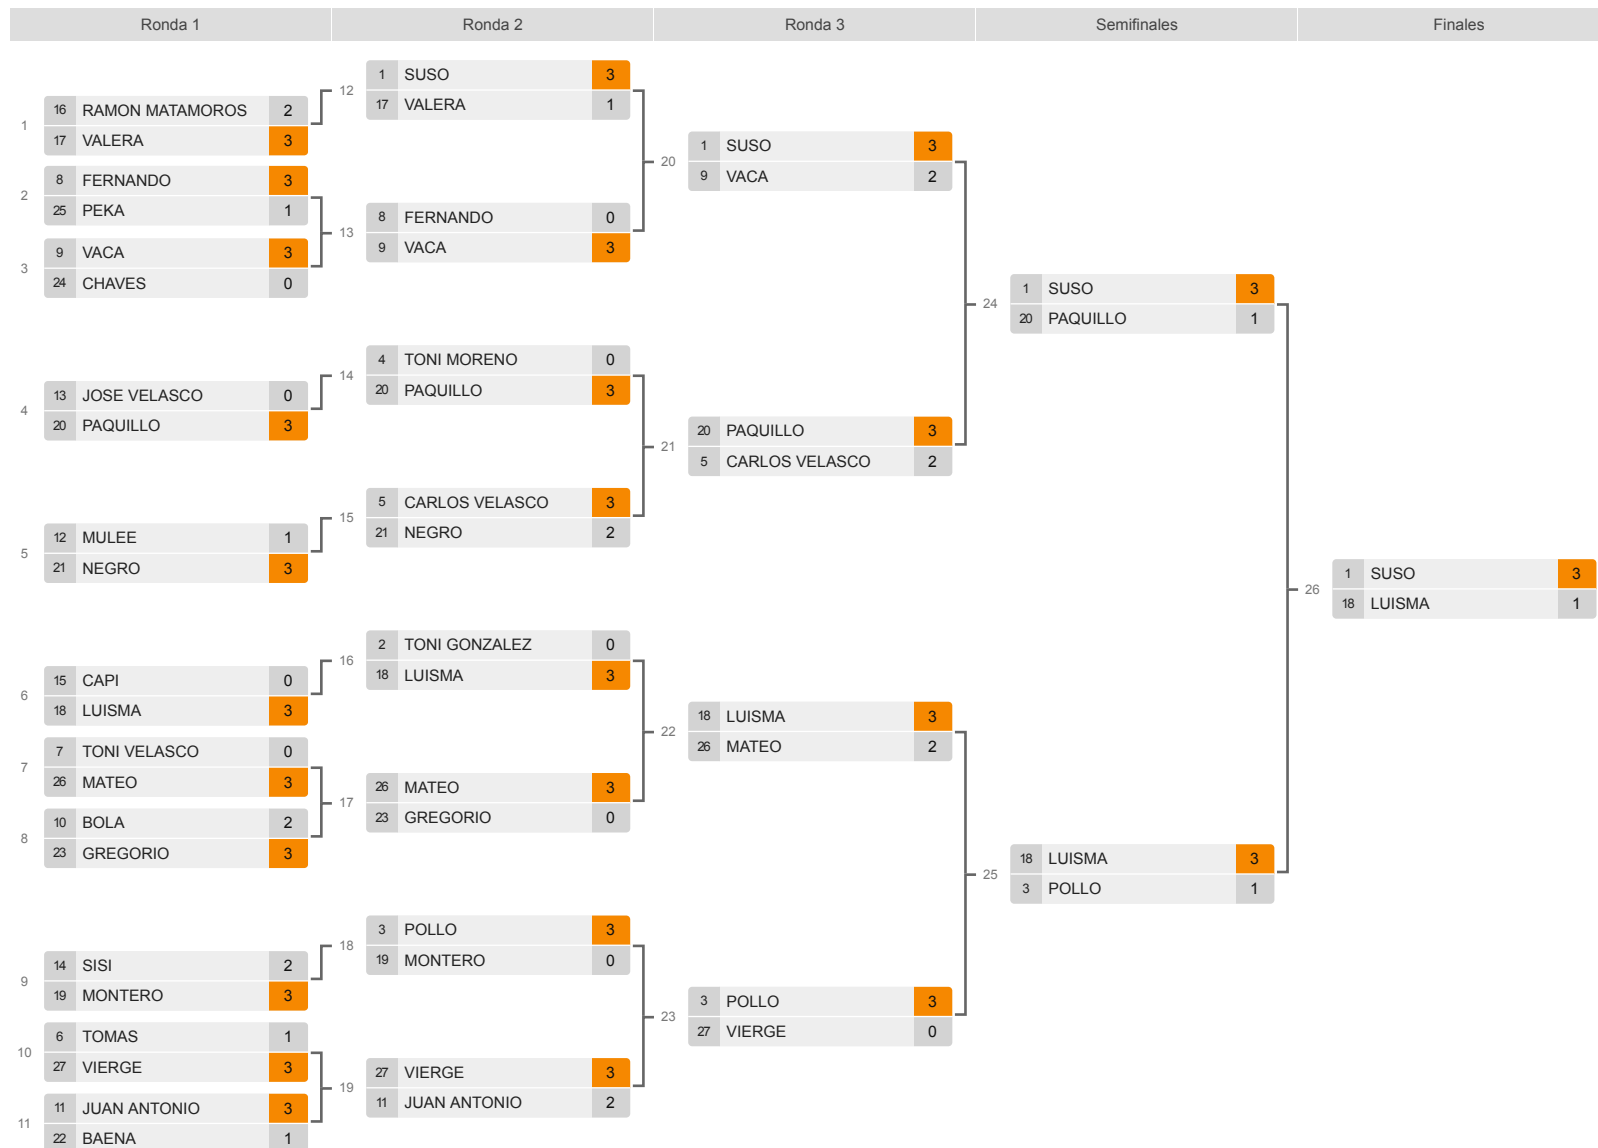 Ronda 1 Ronda 2 Ronda 3 Semifinales Finales
1
16 RAMON MATAMOROS 2
17 VALERA 3
2
8 FERNANDO 3
25 PEKA 1
3
9 VACA 3
24 CHAVES 0
4
13 JOSE VELASCO 0
20 PAQUILLO 3
5
12 MULEE 1
21 NEGRO 3
6
15 CAPI 0
18 LUISMA 3
7
7 TONI VELASCO 0
26 MATEO 3
8
10 BOLA 2
23 GREGORIO 3
9
14 SISI 2
19 MONTERO 3
10
6 TOMAS 1
27 VIERGE 3
11
11 JUAN ANTONIO 3
22 BAENA 1
12
1 SUSO 3
17 VALERA 1
13
8 FERNANDO 0
9 VACA 3
14
4 TONI MORENO 0
20 PAQUILLO 3
15
5 CARLOS VELASCO 3
21 NEGRO 2
16
2 TONI GONZALEZ 0
18 LUISMA 3
17
26 MATEO 3
23 GREGORIO 0
18
3 POLLO 3
19 MONTERO 0
19
27 VIERGE 3
11 JUAN ANTONIO 2
20
1 SUSO 3
9 VACA 2
21
20 PAQUILLO 3
5 CARLOS VELASCO 2
22
18 LUISMA 3
26 MATEO 2
23
3 POLLO 3
27 VIERGE 0
24
1 SUSO 3
20 PAQUILLO 1
25
18 LUISMA 3
3 POLLO 1
26
1 SUSO 3
18 LUISMA 1